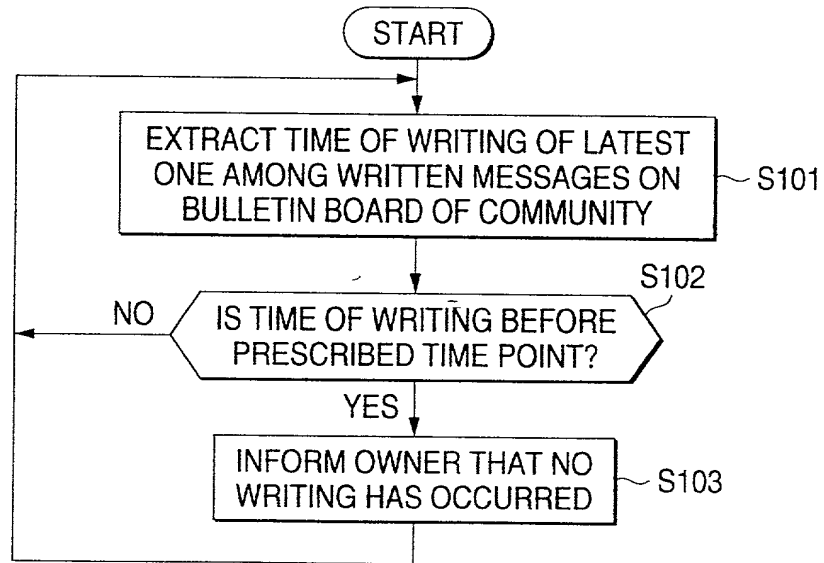 START
EXTRACT TIME OF WRITING OF LATEST
ONE AMONG WRITTEN MESSAGES ON
BULLETIN BOARD OF COMMUNITY
S101
S102
NO
IS TIME OF WRITING BEFORE
PRESCRIBED TIME POINT?
YES
INFORM OWNER THAT NO
WRITING HAS OCCURRED
S103